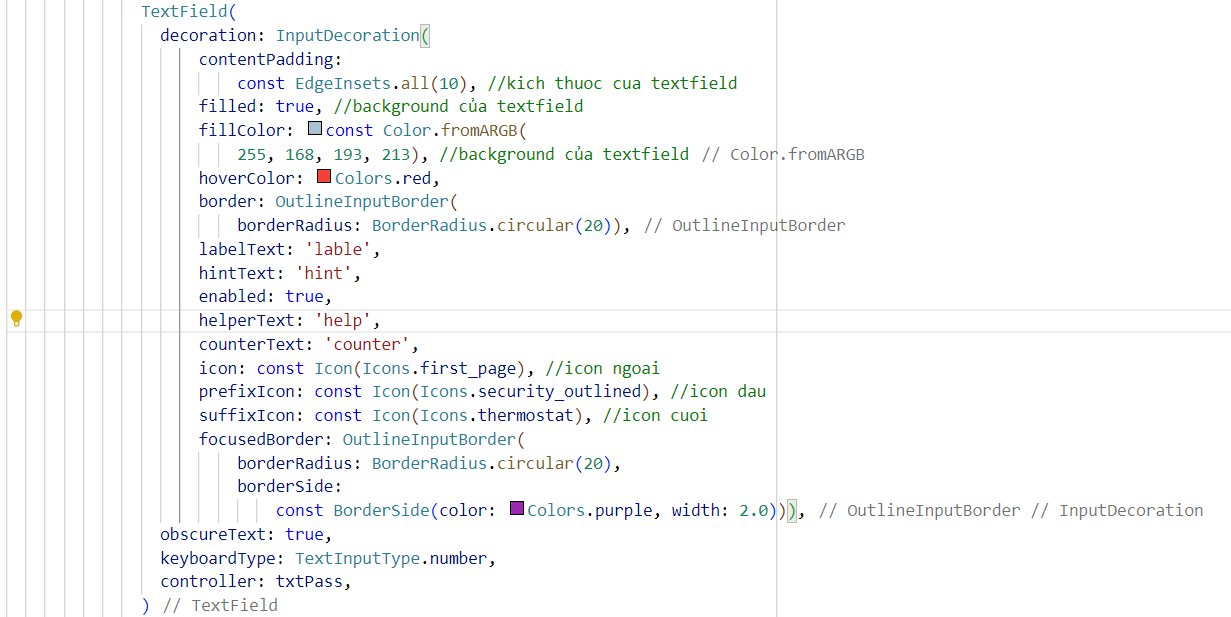 TextField(
decoration: InputDecoration(
contentPadding:
const EdgeInsets.all(10), //kich thuoc cua textfield
filled: true, //background của textfield
fillColor: const Color.fromARGB(
255, 168, 193, 213), //background của textfield // Color.fromARGB
hoverColor: Colors.red,
border: OutlineInputBorder(
borderRadius: BorderRadius.circular(20)), // OutlineInputBorder
labelText: 'lable',
hintText: 'hint',
enabled: true,
helperText: 'help',
counterText: 'counter',
icon: const Icon(Icons.first_page), //icon ngoai
prefixIcon: const Icon(Icons.security_outlined), //icon dau
suffixIcon: const Icon(Icons.thermostat), //icon cuoi
focusedBorder: OutlineInputBorder(
borderRadius: BorderRadius.circular(20),
borderSide:
const BorderSide(color: Colors.purple, width: 2.0))), // OutlineInputBorder // InputDecoration
obscureText: true,
keyboardType: TextInputType.number,
controller: txtPass,
) // TextField